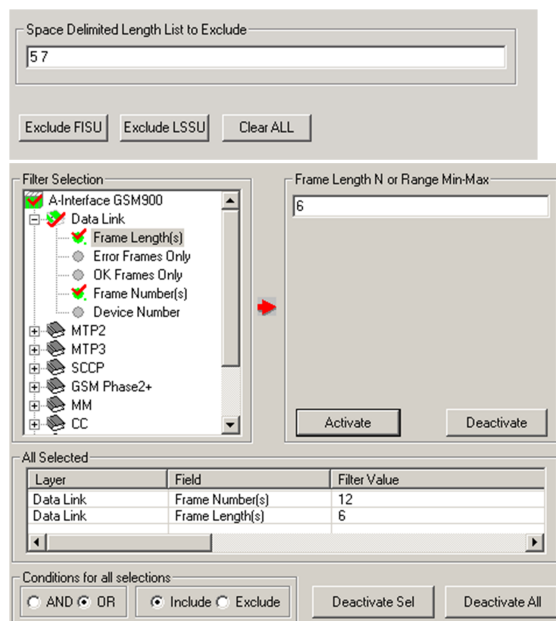 Space Delimited Length List to Exclude
5 7
Exclude FISU Exclude LSSU Clear ALL
Filter Selection
A-Interface GSM900
Data Link
Frame Length(s)
Error Frames Only
OK Frames Only
Frame Number(s)
Device Number
MTP2
MTP3
SCCP
GSM Phase2+
MM
CC
Frame Length N or Range Min-Max
6
Activate Deactivate
All Selected
Layer Field Filter Value
Data Link Frame Number(s) 12
Data Link Frame Length(s) 6
Conditions for all selections
AND OR Include Exclude Deactivate Sel Deactivate All